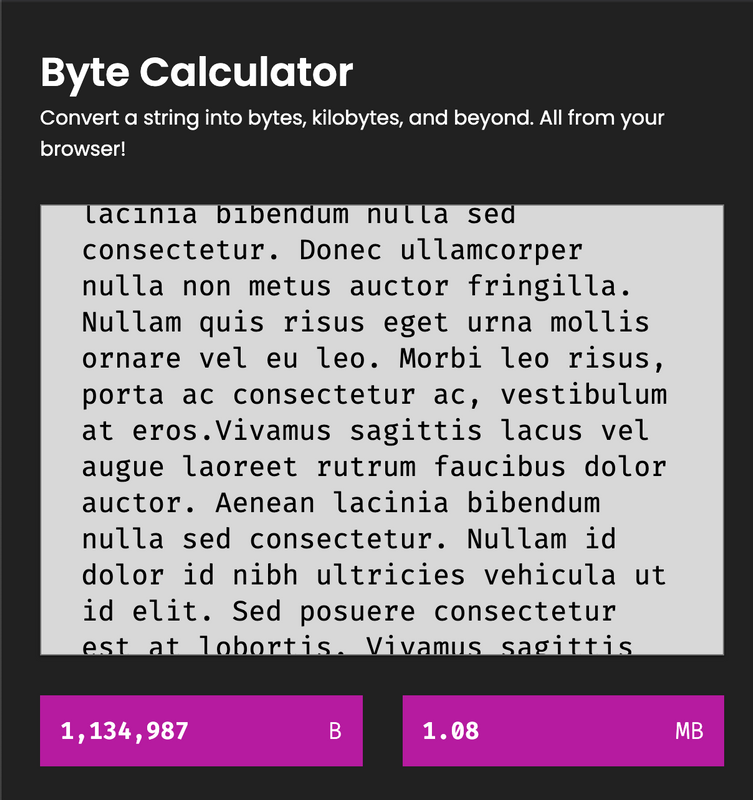 Byte Calculator
Convert a string into bytes, kilobytes, and beyond. All from your
browser!
lacinia bibendum nulla sed
consectetur. Donec ullamcorper
nulla non metus auctor fringilla.
Nullam quis risus eget urna mollis
ornare vel eu leo. Morbi leo risus,
porta ac consectetur ac, vestibulum
at eros.Vivamus sagittis lacus vel
augue laoreet rutrum faucibus dolor
auctor. Aenean lacinia bibendum
nulla sed consectetur. Nullam id
dolor id nibh ultricies vehicula ut
id elit. Sed posuere consectetur
est at lobortis. Vivamus sagittis
1,134,987 B
1.08 MB